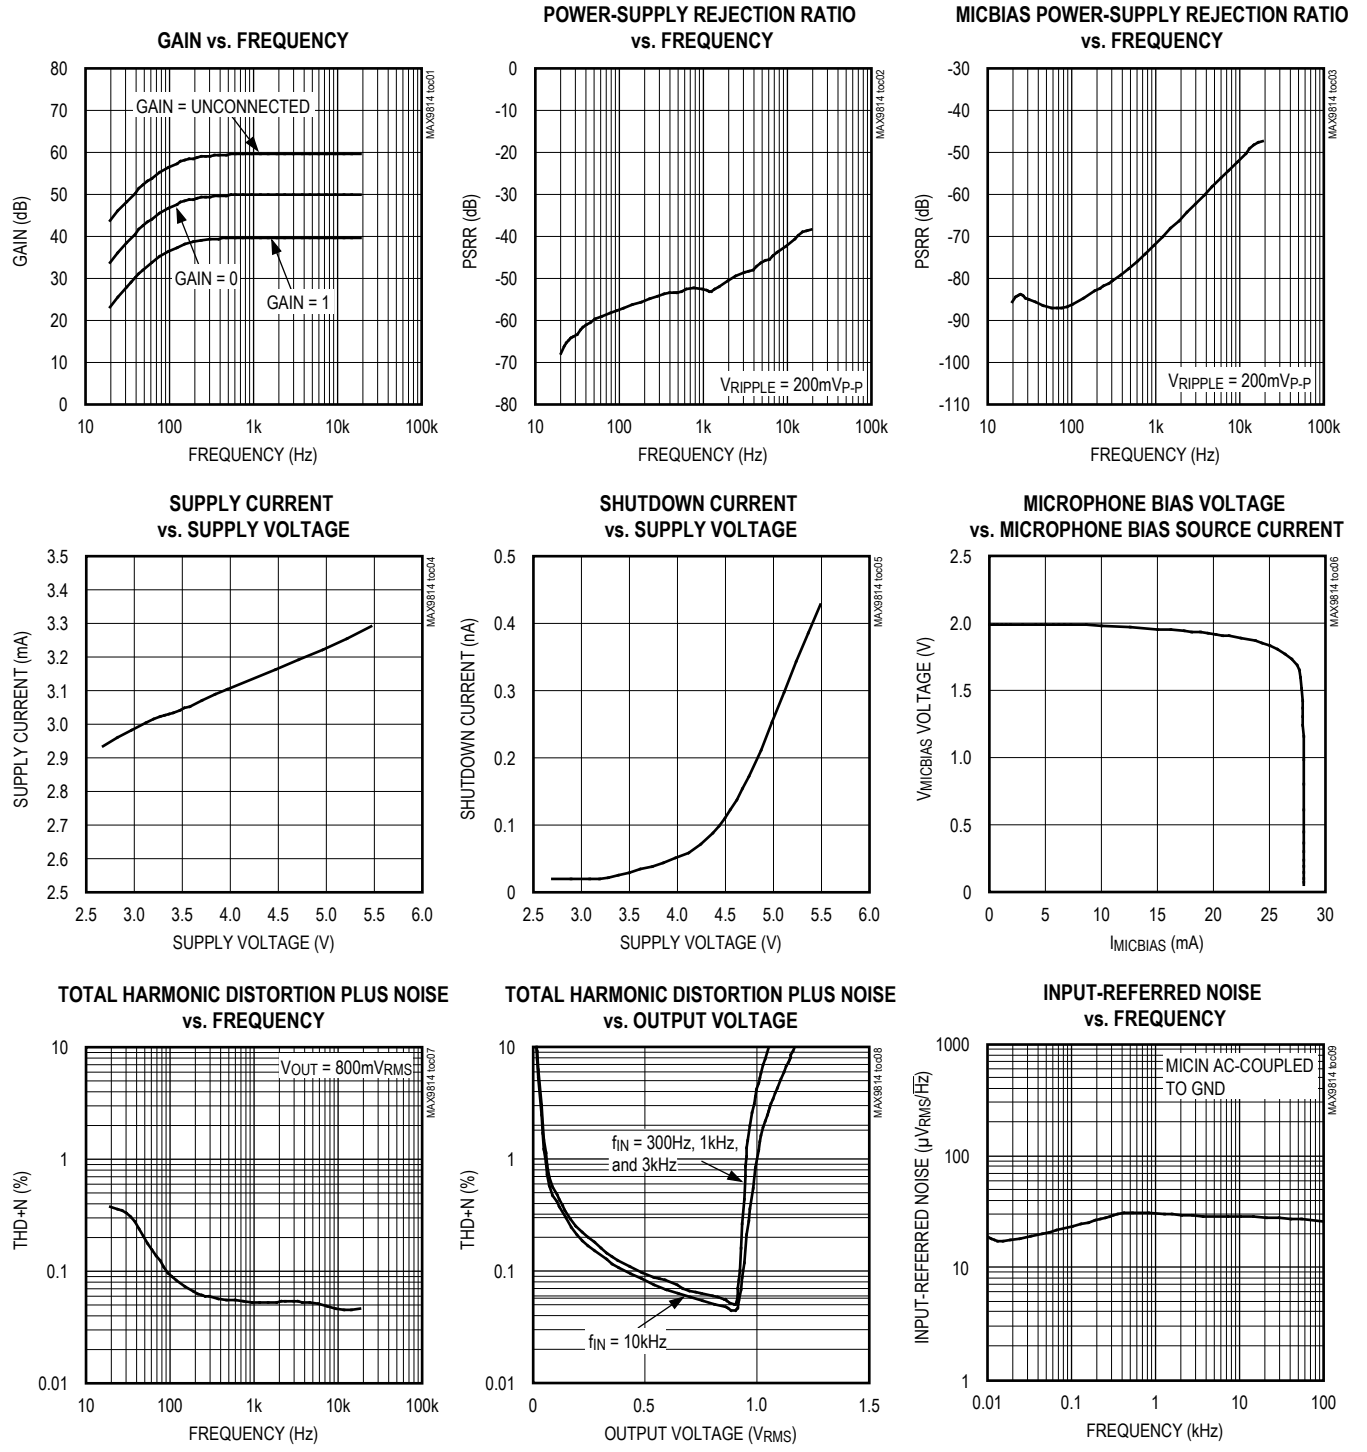 GAIN vs. FREQUENCY
80
70
60
50
40
30
20
10
0
GAIN (dB)
GAIN = UNCONNECTED
GAIN = 0
GAIN = 1
10 100 1k 10k 100k
FREQUENCY (Hz)
MAX9814 toc01
POWER-SUPPLY REJECTION RATIO
vs. FREQUENCY
0
-10
-20
-30
-40
-50
-60
-70
-80
PSRR (dB)
VRIPPLE = 200mVP-P
10 100 1k 10k 100k
FREQUENCY (Hz)
MAX9814 toc02
MICBIAS POWER-SUPPLY REJECTION RATIO
vs. FREQUENCY
-30
-40
-50
-60
-70
-80
-90
-100
-110
PSRR (dB)
VRIPPLE = 200mVP-P
10 100 1k 10k 100k
FREQUENCY (Hz)
MAX9814 toc03
SUPPLY CURRENT
vs. SUPPLY VOLTAGE
3.5
3.4
3.3
3.2
3.1
3.0
2.9
2.8
2.7
2.6
2.5
SUPPLY CURRENT (mA)
2.5 3.0 3.5 4.0 4.5 5.0 5.5 6.0
SUPPLY VOLTAGE (V)
MAX9814 toc04
SHUTDOWN CURRENT
vs. SUPPLY VOLTAGE
0.5
0.4
0.3
0.2
0.1
0
SHUTDOWN CURRENT (nA)
2.5 3.0 3.5 4.0 4.5 5.0 5.5 6.0
SUPPLY VOLTAGE (V)
MAX9814 toc05
MICROPHONE BIAS VOLTAGE
vs. MICROPHONE BIAS SOURCE CURRENT
2.5
2.0
1.5
1.0
0.5
0
VMICBIAS VOLTAGE (V)
0 5 10 15 20 25 30
IMICBIAS (mA)
MAX9814 toc06
TOTAL HARMONIC DISTORTION PLUS NOISE
vs. FREQUENCY
10
1
0.1
0.01
THD+N (%)
VOUT = 800mVRMS
10 100 1k 10k 100k
FREQUENCY (Hz)
MAX9814 toc07
TOTAL HARMONIC DISTORTION PLUS NOISE
vs. OUTPUT VOLTAGE
10
1
0.1
0.01
THD+N (%)
fIN = 300Hz, 1kHz,
and 3kHz
fIN = 10kHz
0 0.5 1.0 1.5
OUTPUT VOLTAGE (VRMS)
MAX9814 toc08
INPUT-REFERRED NOISE
vs. FREQUENCY
1000
100
10
1
INPUT-REFERRED NOISE (µVRMS/√Hz)
MICIN AC-COUPLED
TO GND
0.01 0.1 1 10 100
FREQUENCY (kHz)
MAX9814 toc09